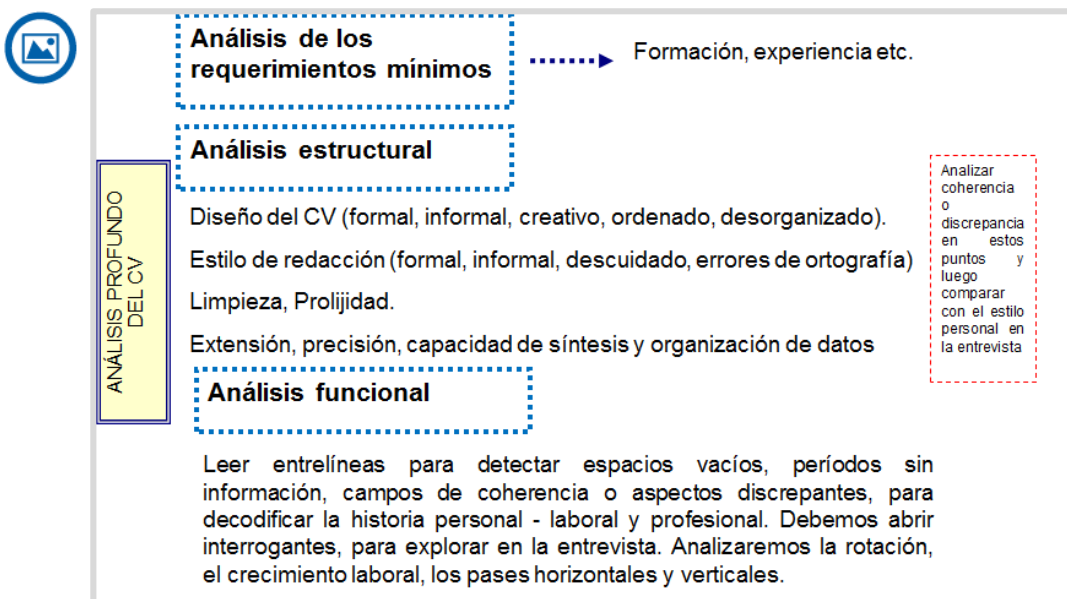 Análisis de los
requerimientos mínimos
Formación, experiencia etc.
Análisis estructural
ANÁLISIS PROFUNDO
DEL CV
Diseño del CV (formal, informal, creativo, ordenado, desorganizado).
Estilo de redacción (formal, informal, descuidado, errores de ortografía)
Limpieza, Prolijidad.
Extensión, precisión, capacidad de síntesis y organización de datos
Analizar
coherencia
o
discrepancia
en estos
puntos y
luego
comparar
con el estilo
personal en
la entrevista
Análisis funcional
Leer entrelíneas para detectar espacios vacíos, períodos sin
información, campos de coherencia o aspectos discrepantes, para
decodificar la historia personal - laboral y profesional. Debemos abrir
interrogantes, para explorar en la entrevista. Analizaremos la rotación,
el crecimiento laboral, los pases horizontales y verticales.